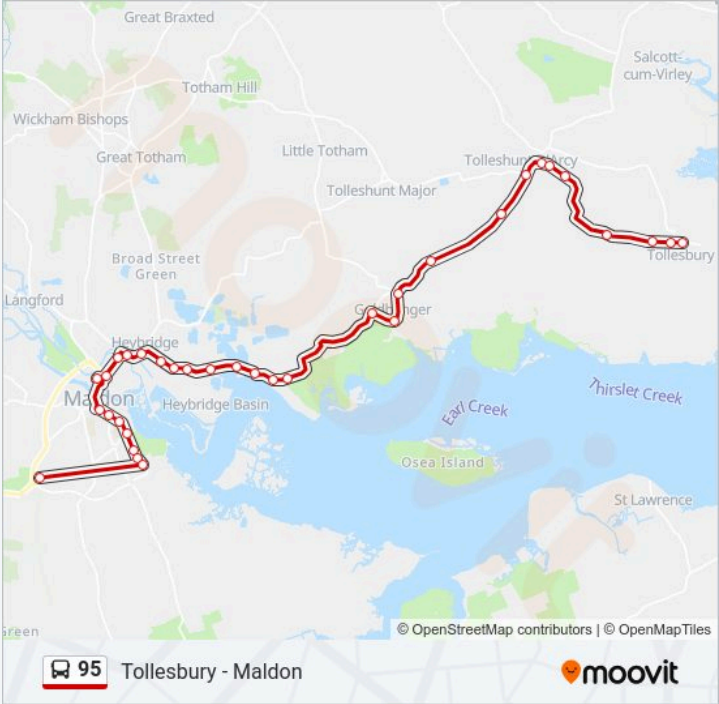 Great Braxted
Salcott-
cum-Virley
Totham Hill
Wickham Bishops
Great Totham
Little Totham
Tolleshunt D'Arcy
Tolleshunt Major
Tollesbury
Broad Street
Green
Langford
Goldhanger
Heybridge
Maldon
Heybridge Basin
Thirslet Creek
Earl Creek
Osea Island
St Lawrence
Green
© OpenStreetMap contributors | © OpenMapTiles
95 Tollesbury - Maldon
moovit